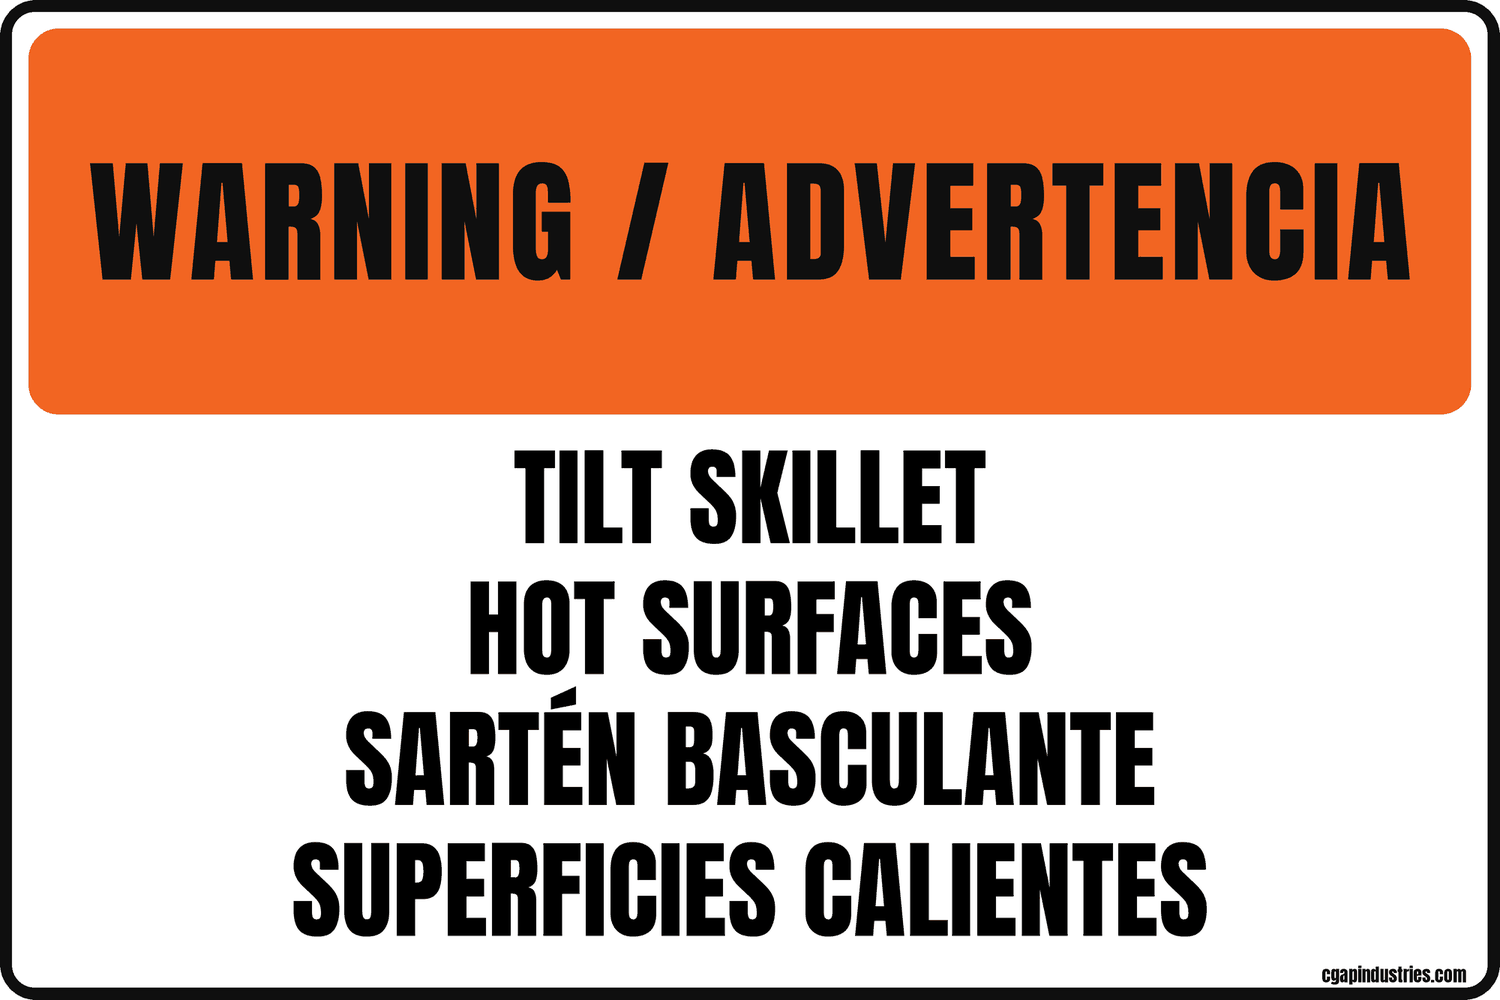 WARNING / ADVERTENCIA
TILT SKILLET
HOT SURFACES
SARTÉN BASCULANTE
SUPERFICIES CALIENTES
cgapindustries.com